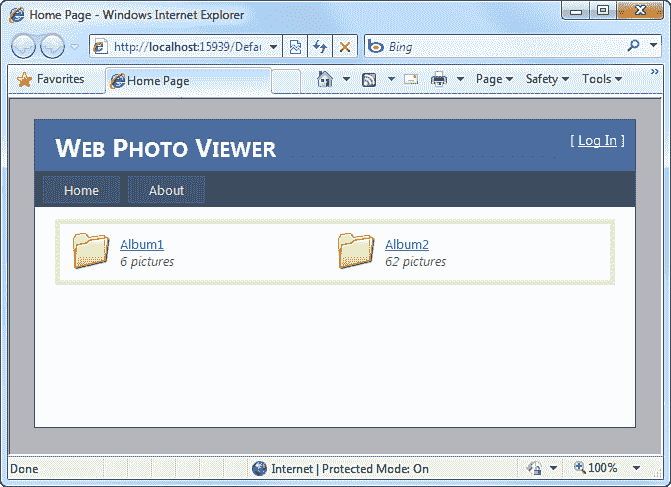 Home Page - Windows Internet Explorer
http://localhost:15939/Defau
Bing
Favorites
Home Page
Page
Safety
Tools
»
WEB PHOTO VIEWER
[ Log In ]
Home
About
Album1
6 pictures
Album2
62 pictures
Done
Internet | Protected Mode: On
100%